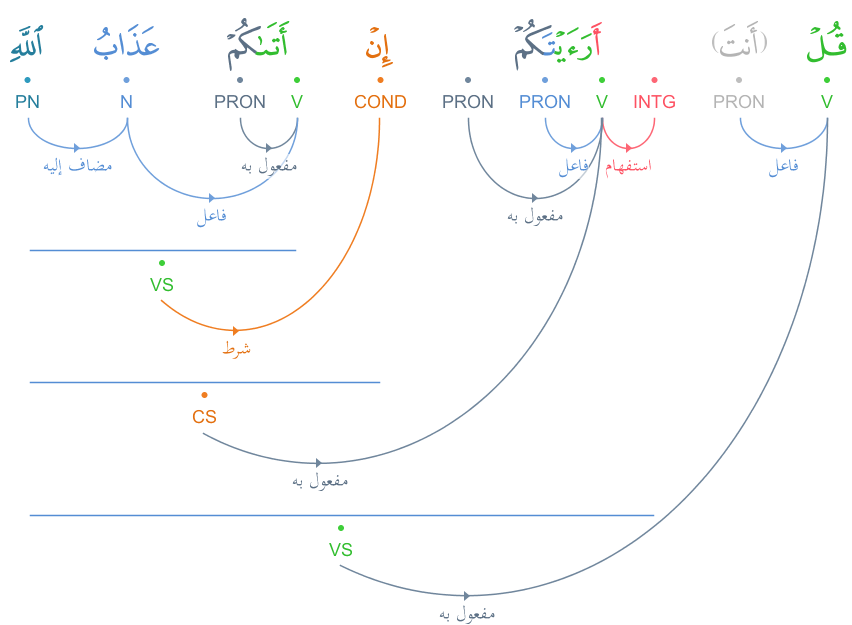 قُلْ (أَنتَ) أَرَءَيْتَكُمْ إِنْ أَتَىٰكُمْ عَذَابُ ٱللَّهِ
V PRON INTG V PRON PRON COND V PRON N PN
فاعل استفهام فاعل مفعول به مضاف إليه
مفعول به فاعل
VS
شرط
CS
مفعول به
VS
مفعول به